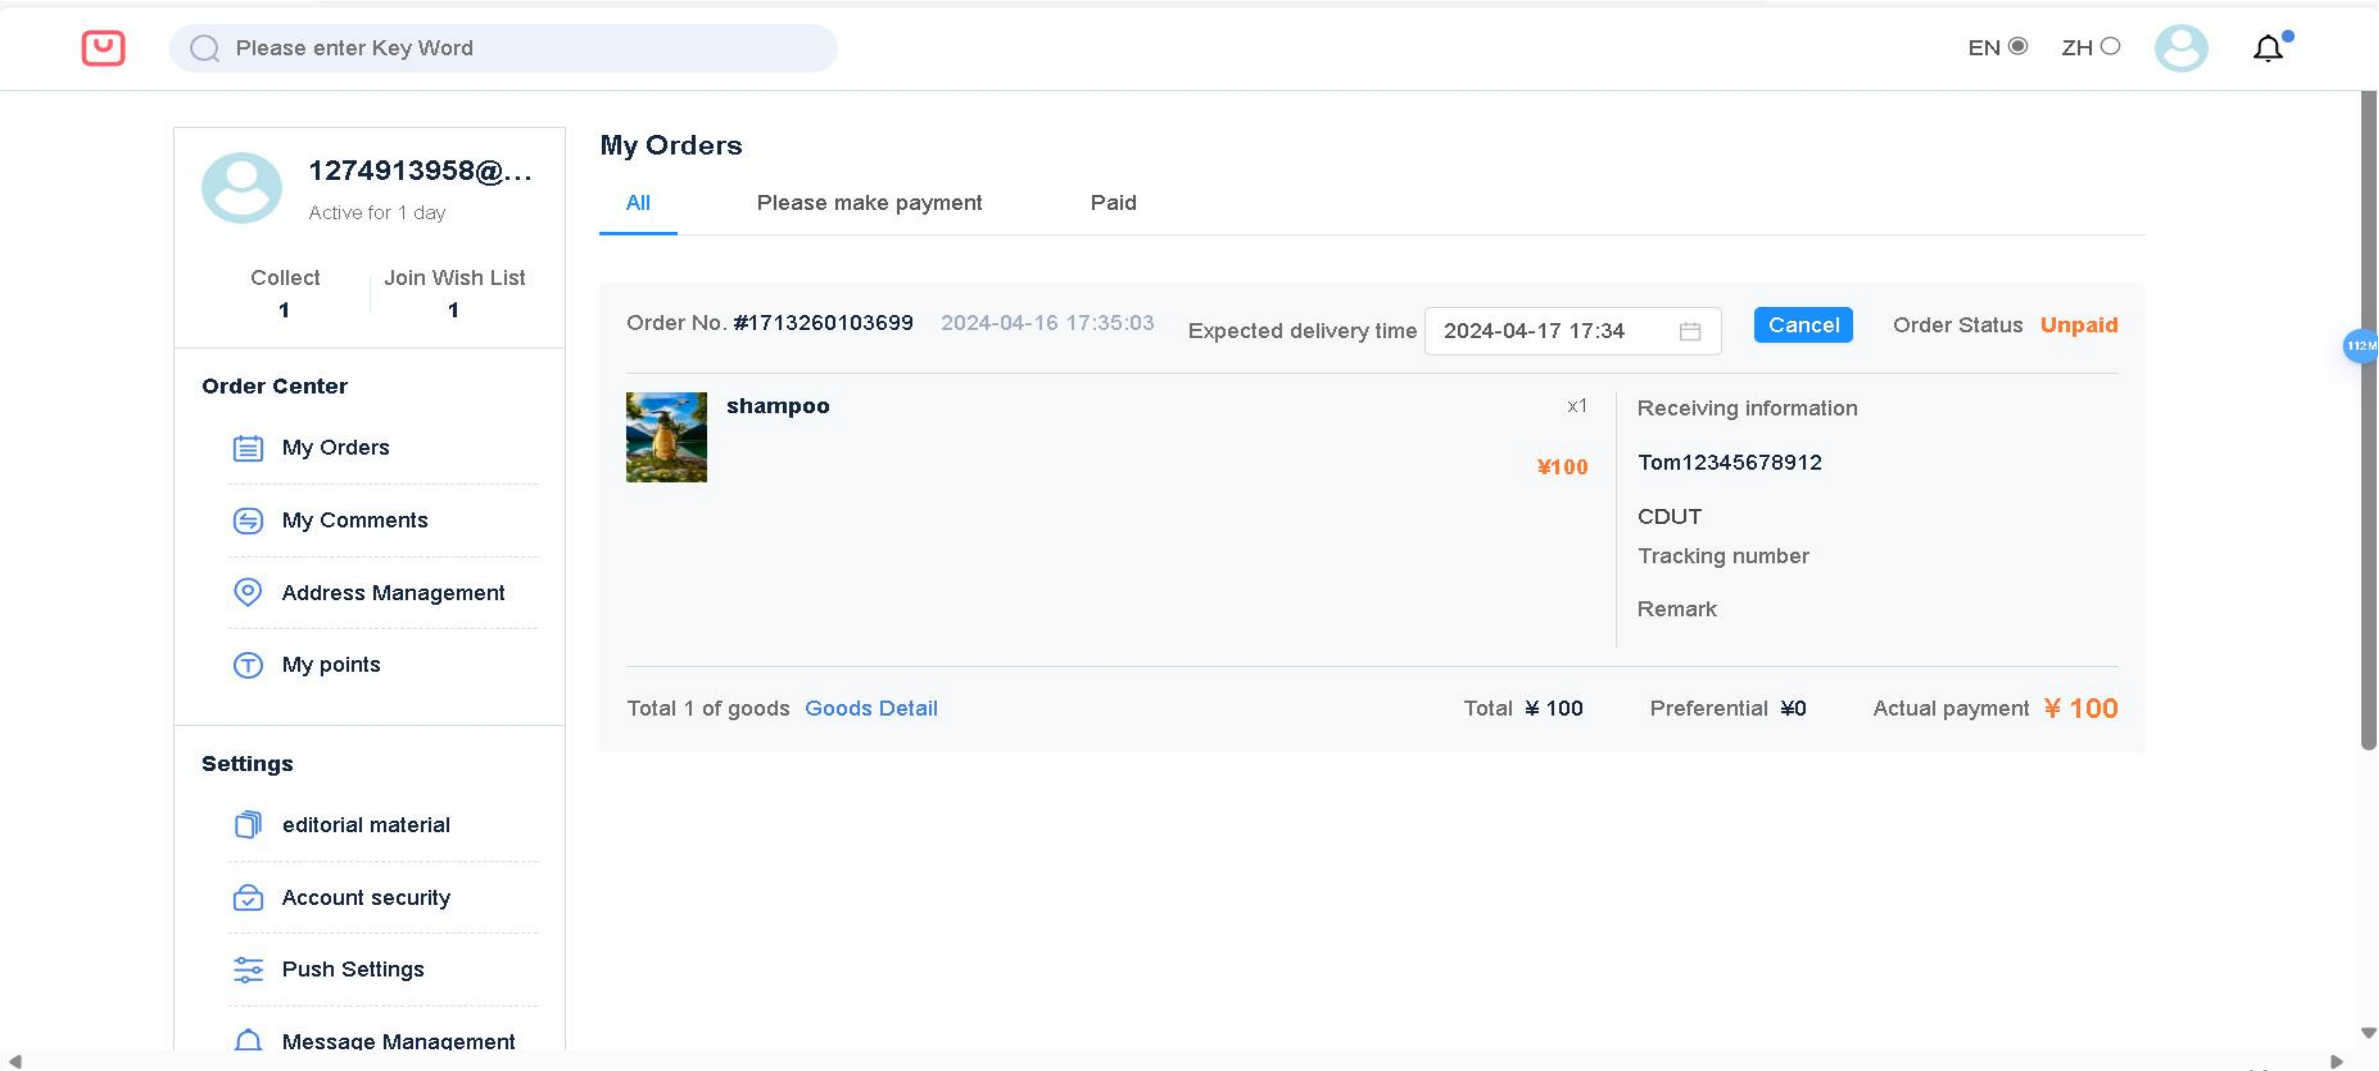 Please enter Key Word
EN ZH
1274913958@...
Active for 1 day
Collect Join Wish List
1 1
Order Center
My Orders
My Comments
Address Management
My points
Settings
editorial material
Account security
Push Settings
Message Management
My Orders
All Please make payment Paid
Order No. #1713260103699 2024-04-16 17:35:03 Expected delivery time 2024-04-17 17:34 Cancel Order Status Unpaid
shampoo x1
¥100
Receiving information
Tom12345678912
CDUT
Tracking number
Remark
Total 1 of goods Goods Detail Total ¥ 100 Preferential ¥0 Actual payment ¥ 100
112M